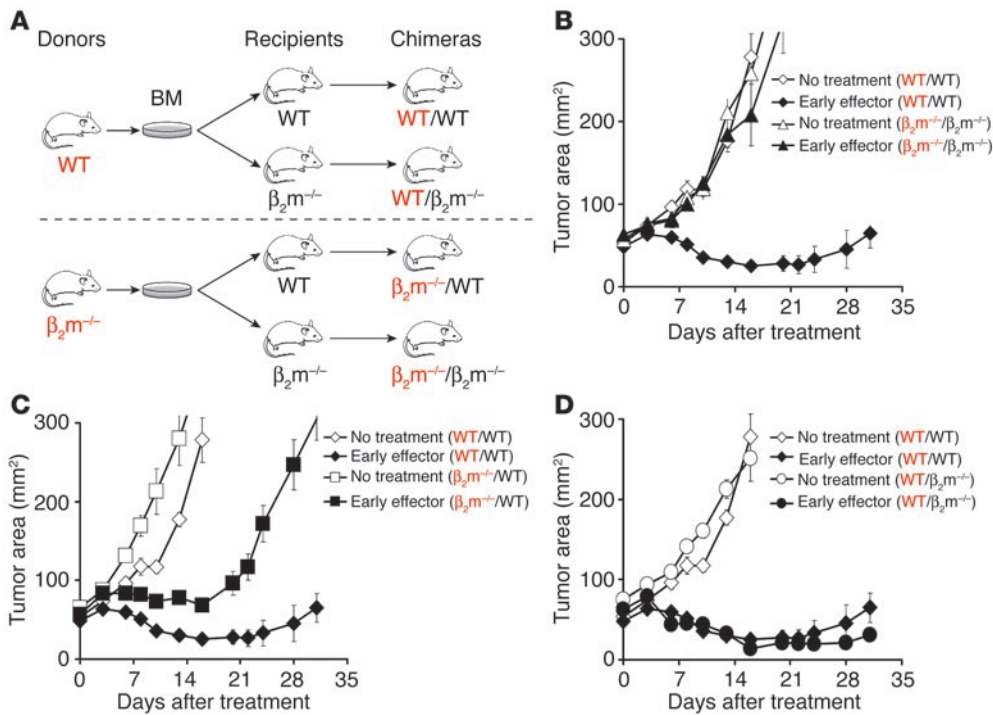 A
Donors
Recipients
Chimeras
BM
WT
WT
WT/WT
β₂m⁻/⁻
WT/β₂m⁻/⁻
β₂m⁻/⁻
WT
β₂m⁻/⁻/WT
β₂m⁻/⁻
β₂m⁻/⁻/β₂m⁻/⁻
B
Tumor area (mm²)
300
200
100
0
0 7 14 21 28 35
Days after treatment
No treatment (WT/WT)
Early effector (WT/WT)
No treatment (β₂m⁻/⁻/β₂m⁻/⁻)
Early effector (β₂m⁻/⁻/β₂m⁻/⁻)
C
Tumor area (mm²)
300
200
100
0
0 7 14 21 28 35
Days after treatment
No treatment (WT/WT)
Early effector (WT/WT)
No treatment (β₂m⁻/⁻/WT)
Early effector (β₂m⁻/⁻/WT)
D
Tumor area (mm²)
300
200
100
0
0 7 14 21 28 35
Days after treatment
No treatment (WT/WT)
Early effector (WT/WT)
No treatment (WT/β₂m⁻/⁻)
Early effector (WT/β₂m⁻/⁻)